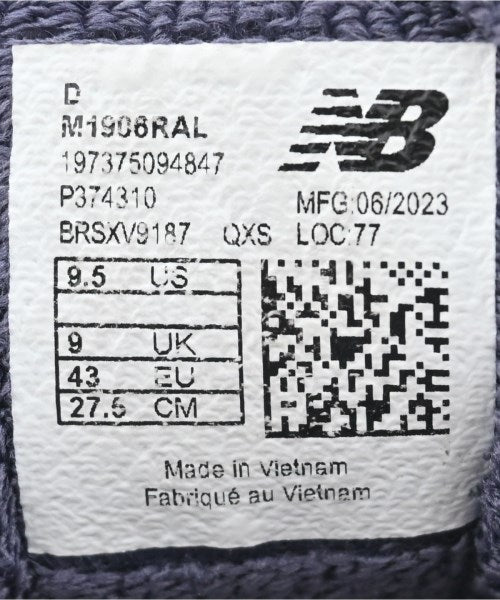 D
NB
M1906RAL
197375094847
P374310 MFG:06/2023
BRSXV9187 QXS LOC:77
9.5 US
9 UK
43 EU
27.5 CM
Made in Vietnam
Fabriqué au Vietnam